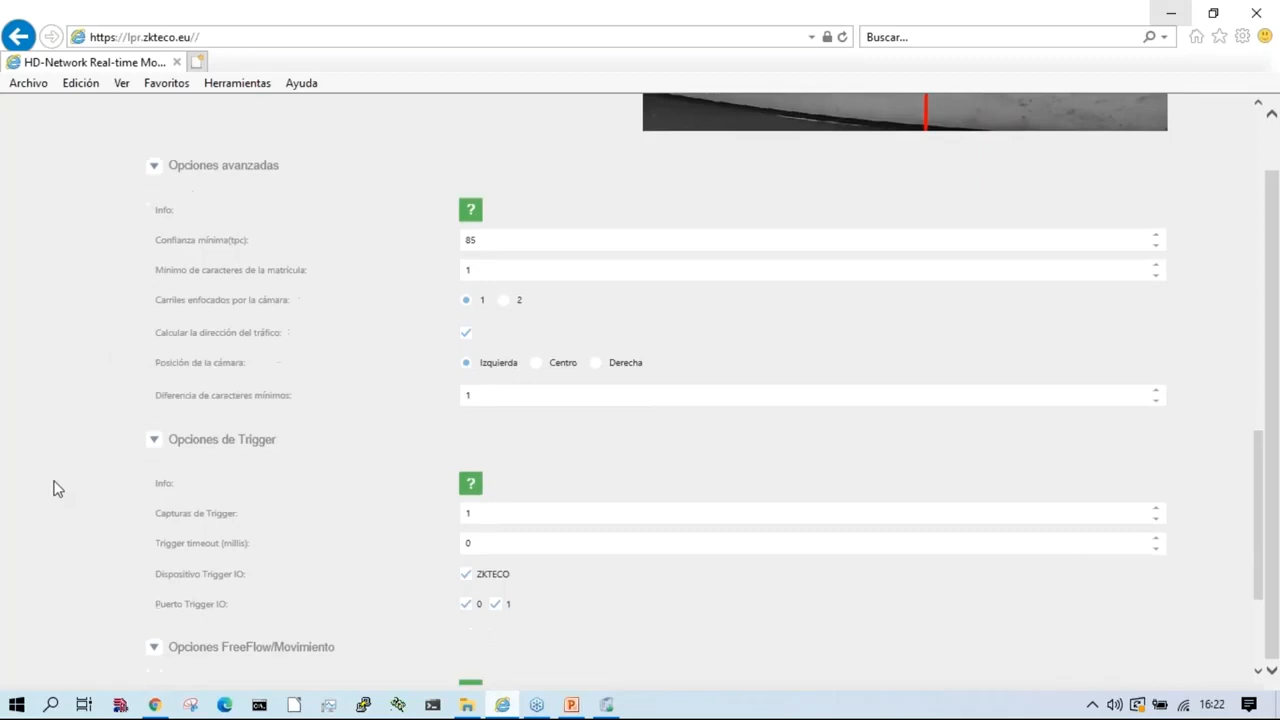 https://lpr.zkteco.eu//
Buscar...
HD-Network Real-time Mo...
Archivo Edición Ver Favoritos Herramientas Ayuda
Opciones avanzadas
Info: ?
Confianza mínima(tpc): 85
Mínimo de caracteres de la matrícula: 1
Carriles enfocados por la cámara: 1 2
Calcular la dirección del tráfico:
Posición de la cámara: Izquierda Centro Derecha
Diferencia de caracteres mínimos: 1
Opciones de Trigger
Info: ?
Capturas de Trigger: 1
Trigger timeout (millis): 0
Dispositivo Trigger IO: ZKTECO
Puerto Trigger IO: 0 1
Opciones FreeFlow/Movimiento
16:22